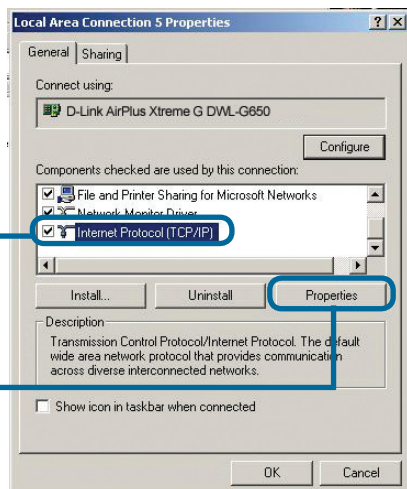 Local Area Connection 5 Properties
General
Sharing
Connect using:
D-Link AirPlus Xtreme G DWL-G650
Configure
Components checked are used by this connection:
File and Printer Sharing for Microsoft Networks
Network Monitor Driver
Internet Protocol (TCP/IP)
Install...
Uninstall
Properties
Description
Transmission Control Protocol/Internet Protocol. The default
wide area network protocol that provides communication
across diverse interconnected networks.
Show icon in taskbar when connected
OK
Cancel